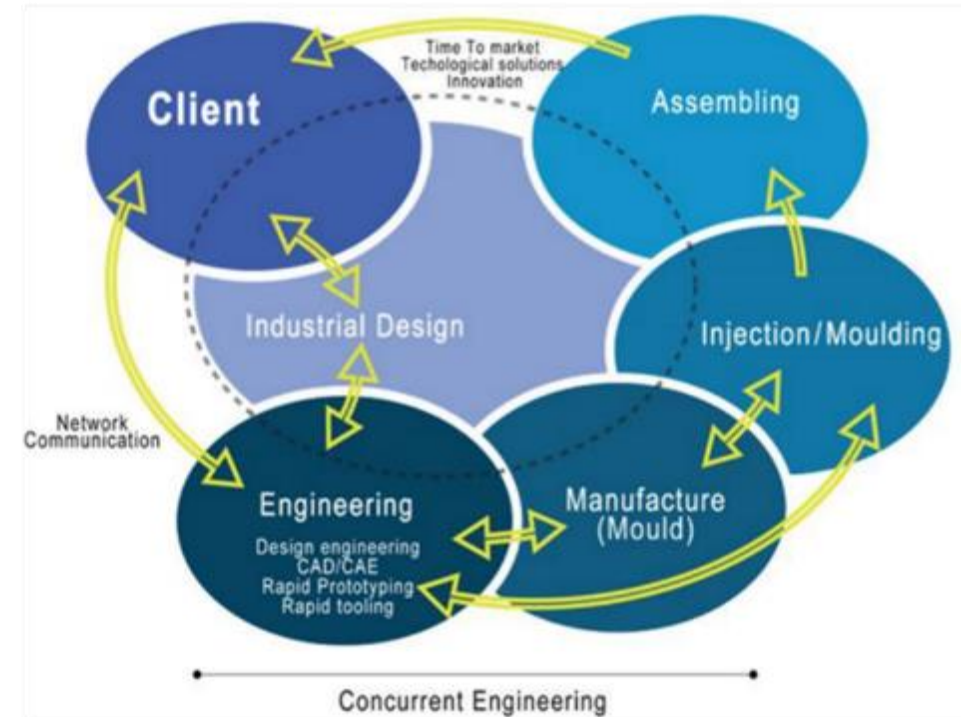 Time To market
Techological solutions
Innovation
Client
Assembling
Industrial Design
Injection/Moulding
Network
Communication
Engineering
Design engineering
CAD/CAE
Rapid Prototyping
Rapid tooling
Manufacture
(Mould)
Concurrent Engineering